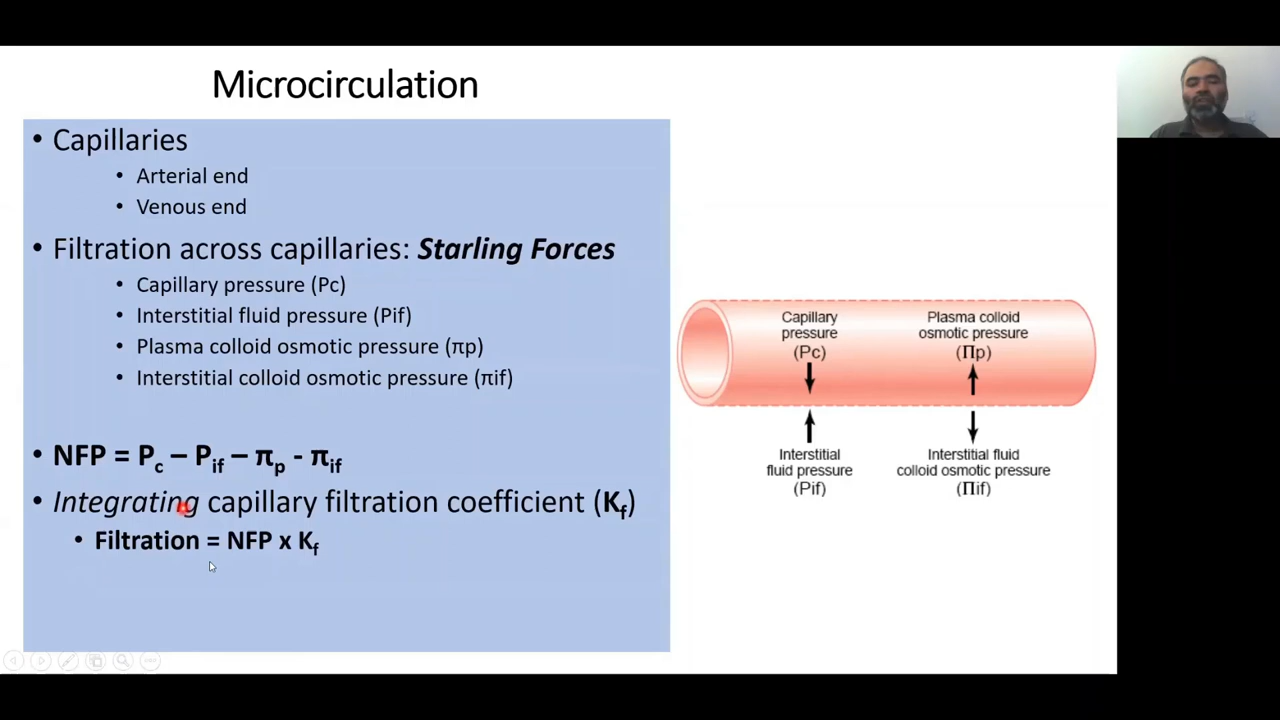 Microcirculation
• Capillaries
• Arterial end
• Venous end
• Filtration across capillaries: Starling Forces
• Capillary pressure (Pc)
• Interstitial fluid pressure (Pif)
• Plasma colloid osmotic pressure (πp)
• Interstitial colloid osmotic pressure (πif)
• NFP = Pc – Pif – πp - πif
• Integrating capillary filtration coefficient (Kf)
• Filtration = NFP x Kf
Capillary
pressure
(Pc)
Plasma colloid
osmotic pressure
(Πp)
Interstitial
fluid pressure
(Pif)
Interstitial fluid
colloid osmotic pressure
(Πif)